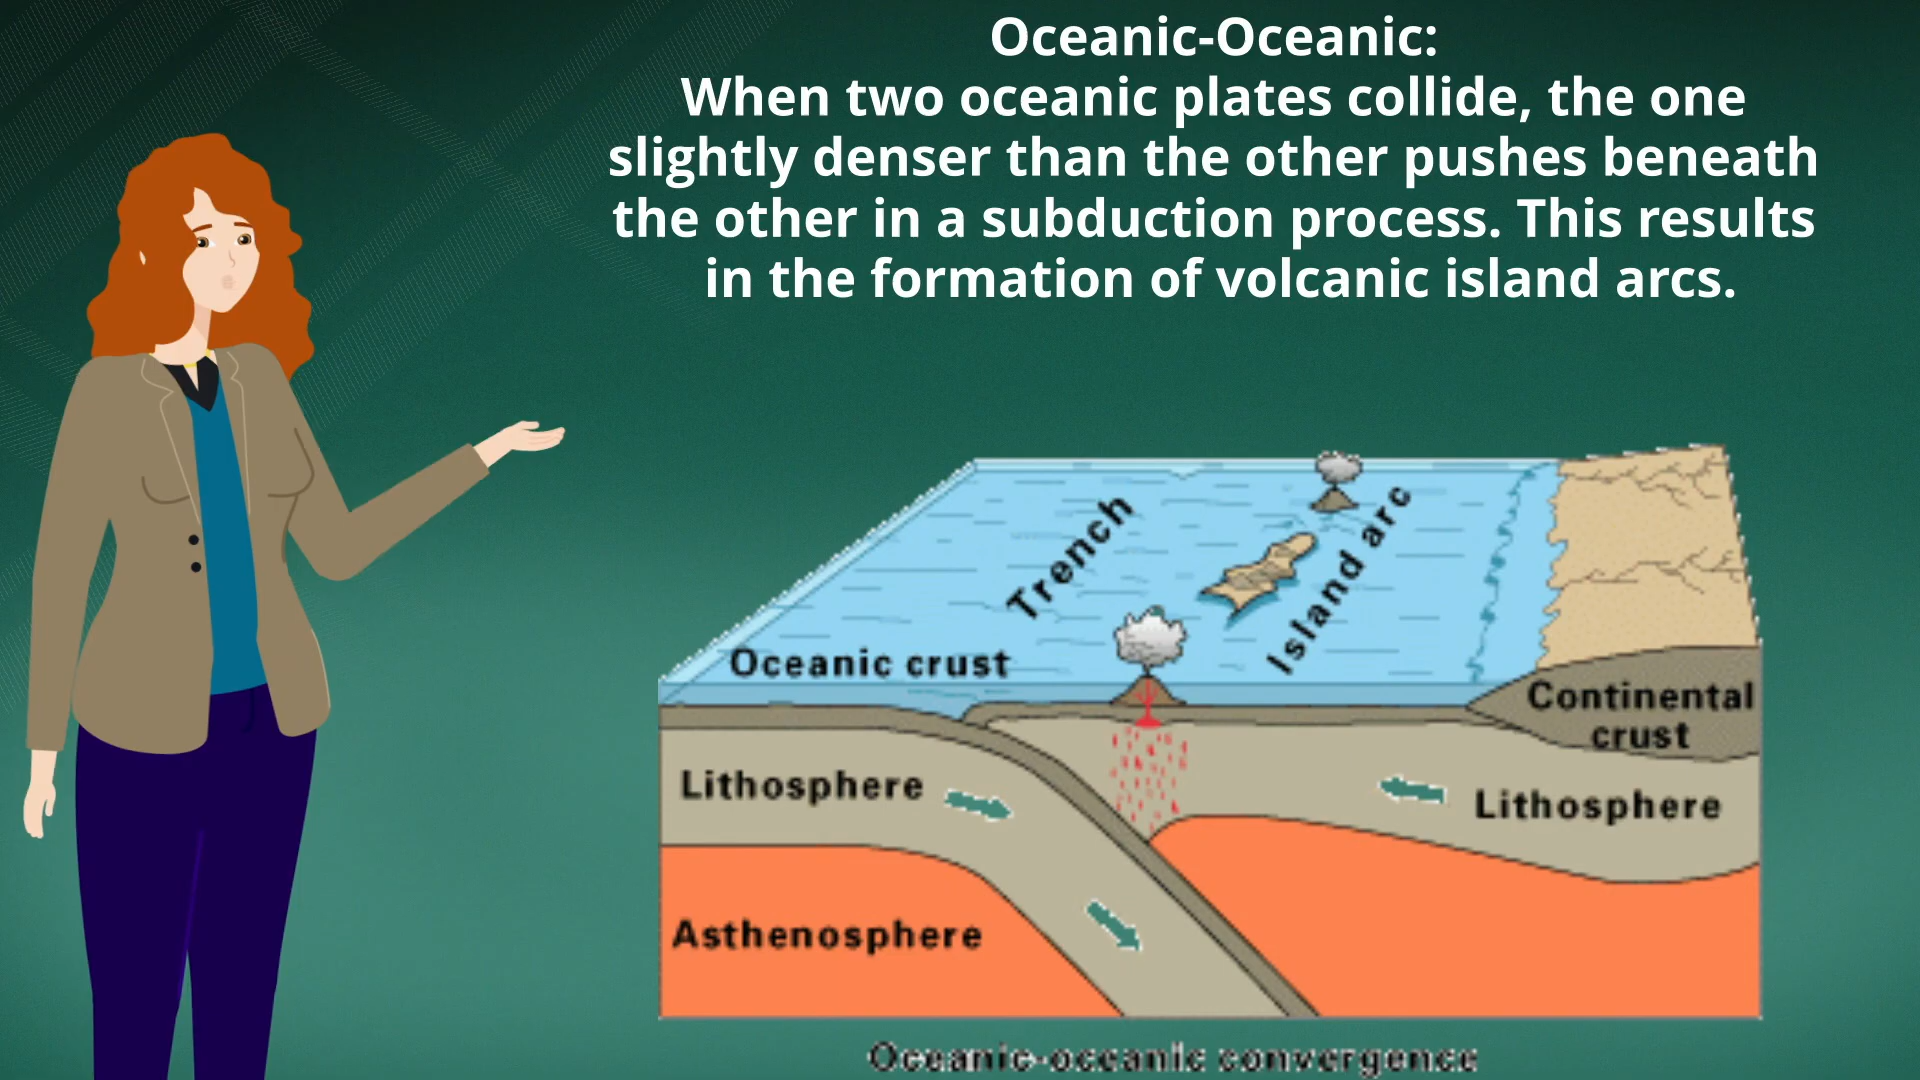 Oceanic-Oceanic:
When two oceanic plates collide, the one
slightly denser than the other pushes beneath
the other in a subduction process. This results
in the formation of volcanic island arcs.
Trench
Island arc
Oceanic crust
Continental
crust
Lithosphere
Lithosphere
Asthenosphere
Oceanic-oceanic convergence